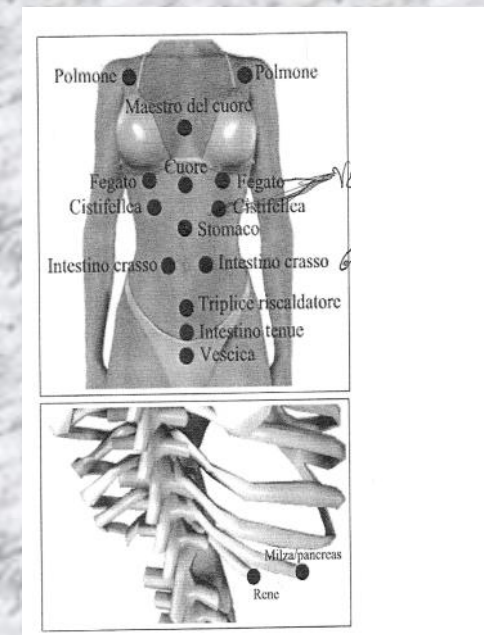 Polmone Polmone
Maestro del cuore
Cuore
Fegato Fegato
Cistifellea Cistifellea
Stomaco
Intestino crasso Intestino crasso
Triplice riscaldatore
Intestino tenue
Vescica
Milza/pancreas
Rene